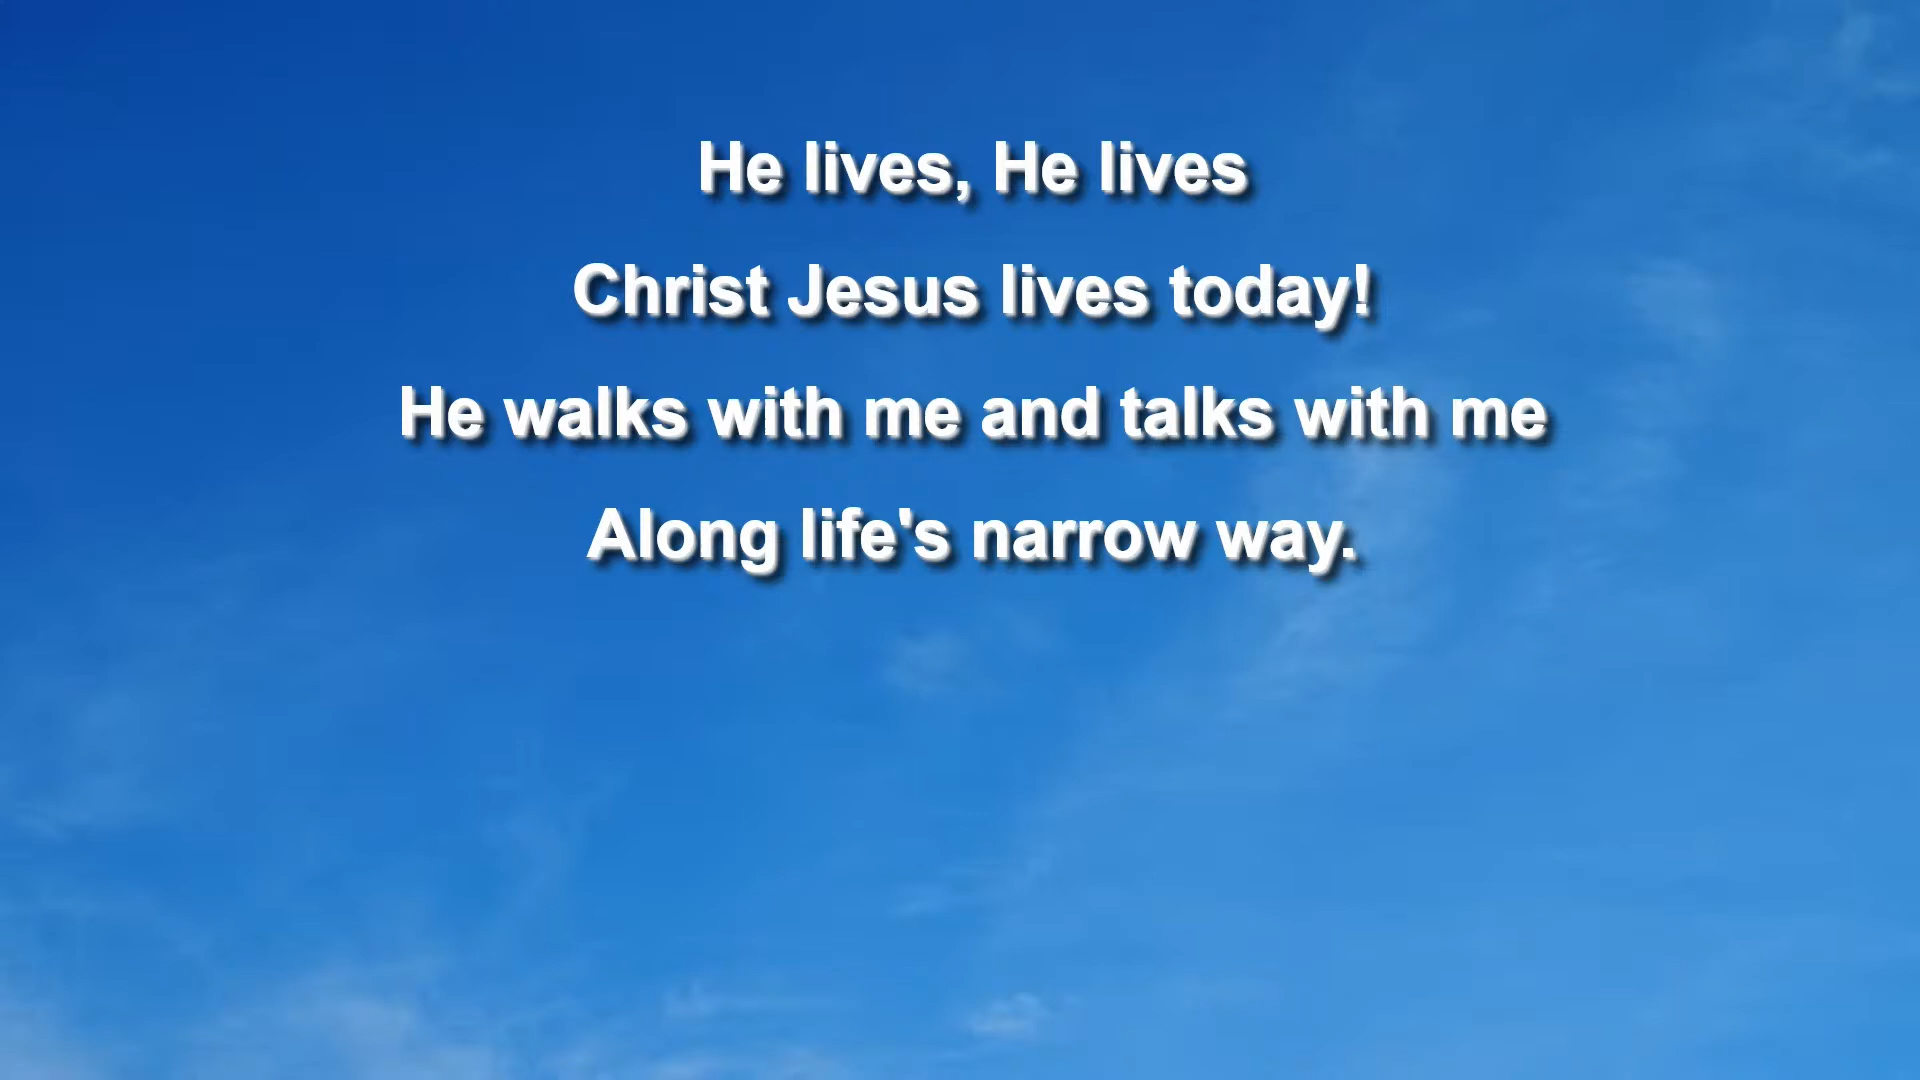 He lives, He lives
Christ Jesus lives today!
He walks with me and talks with me
Along life's narrow way.